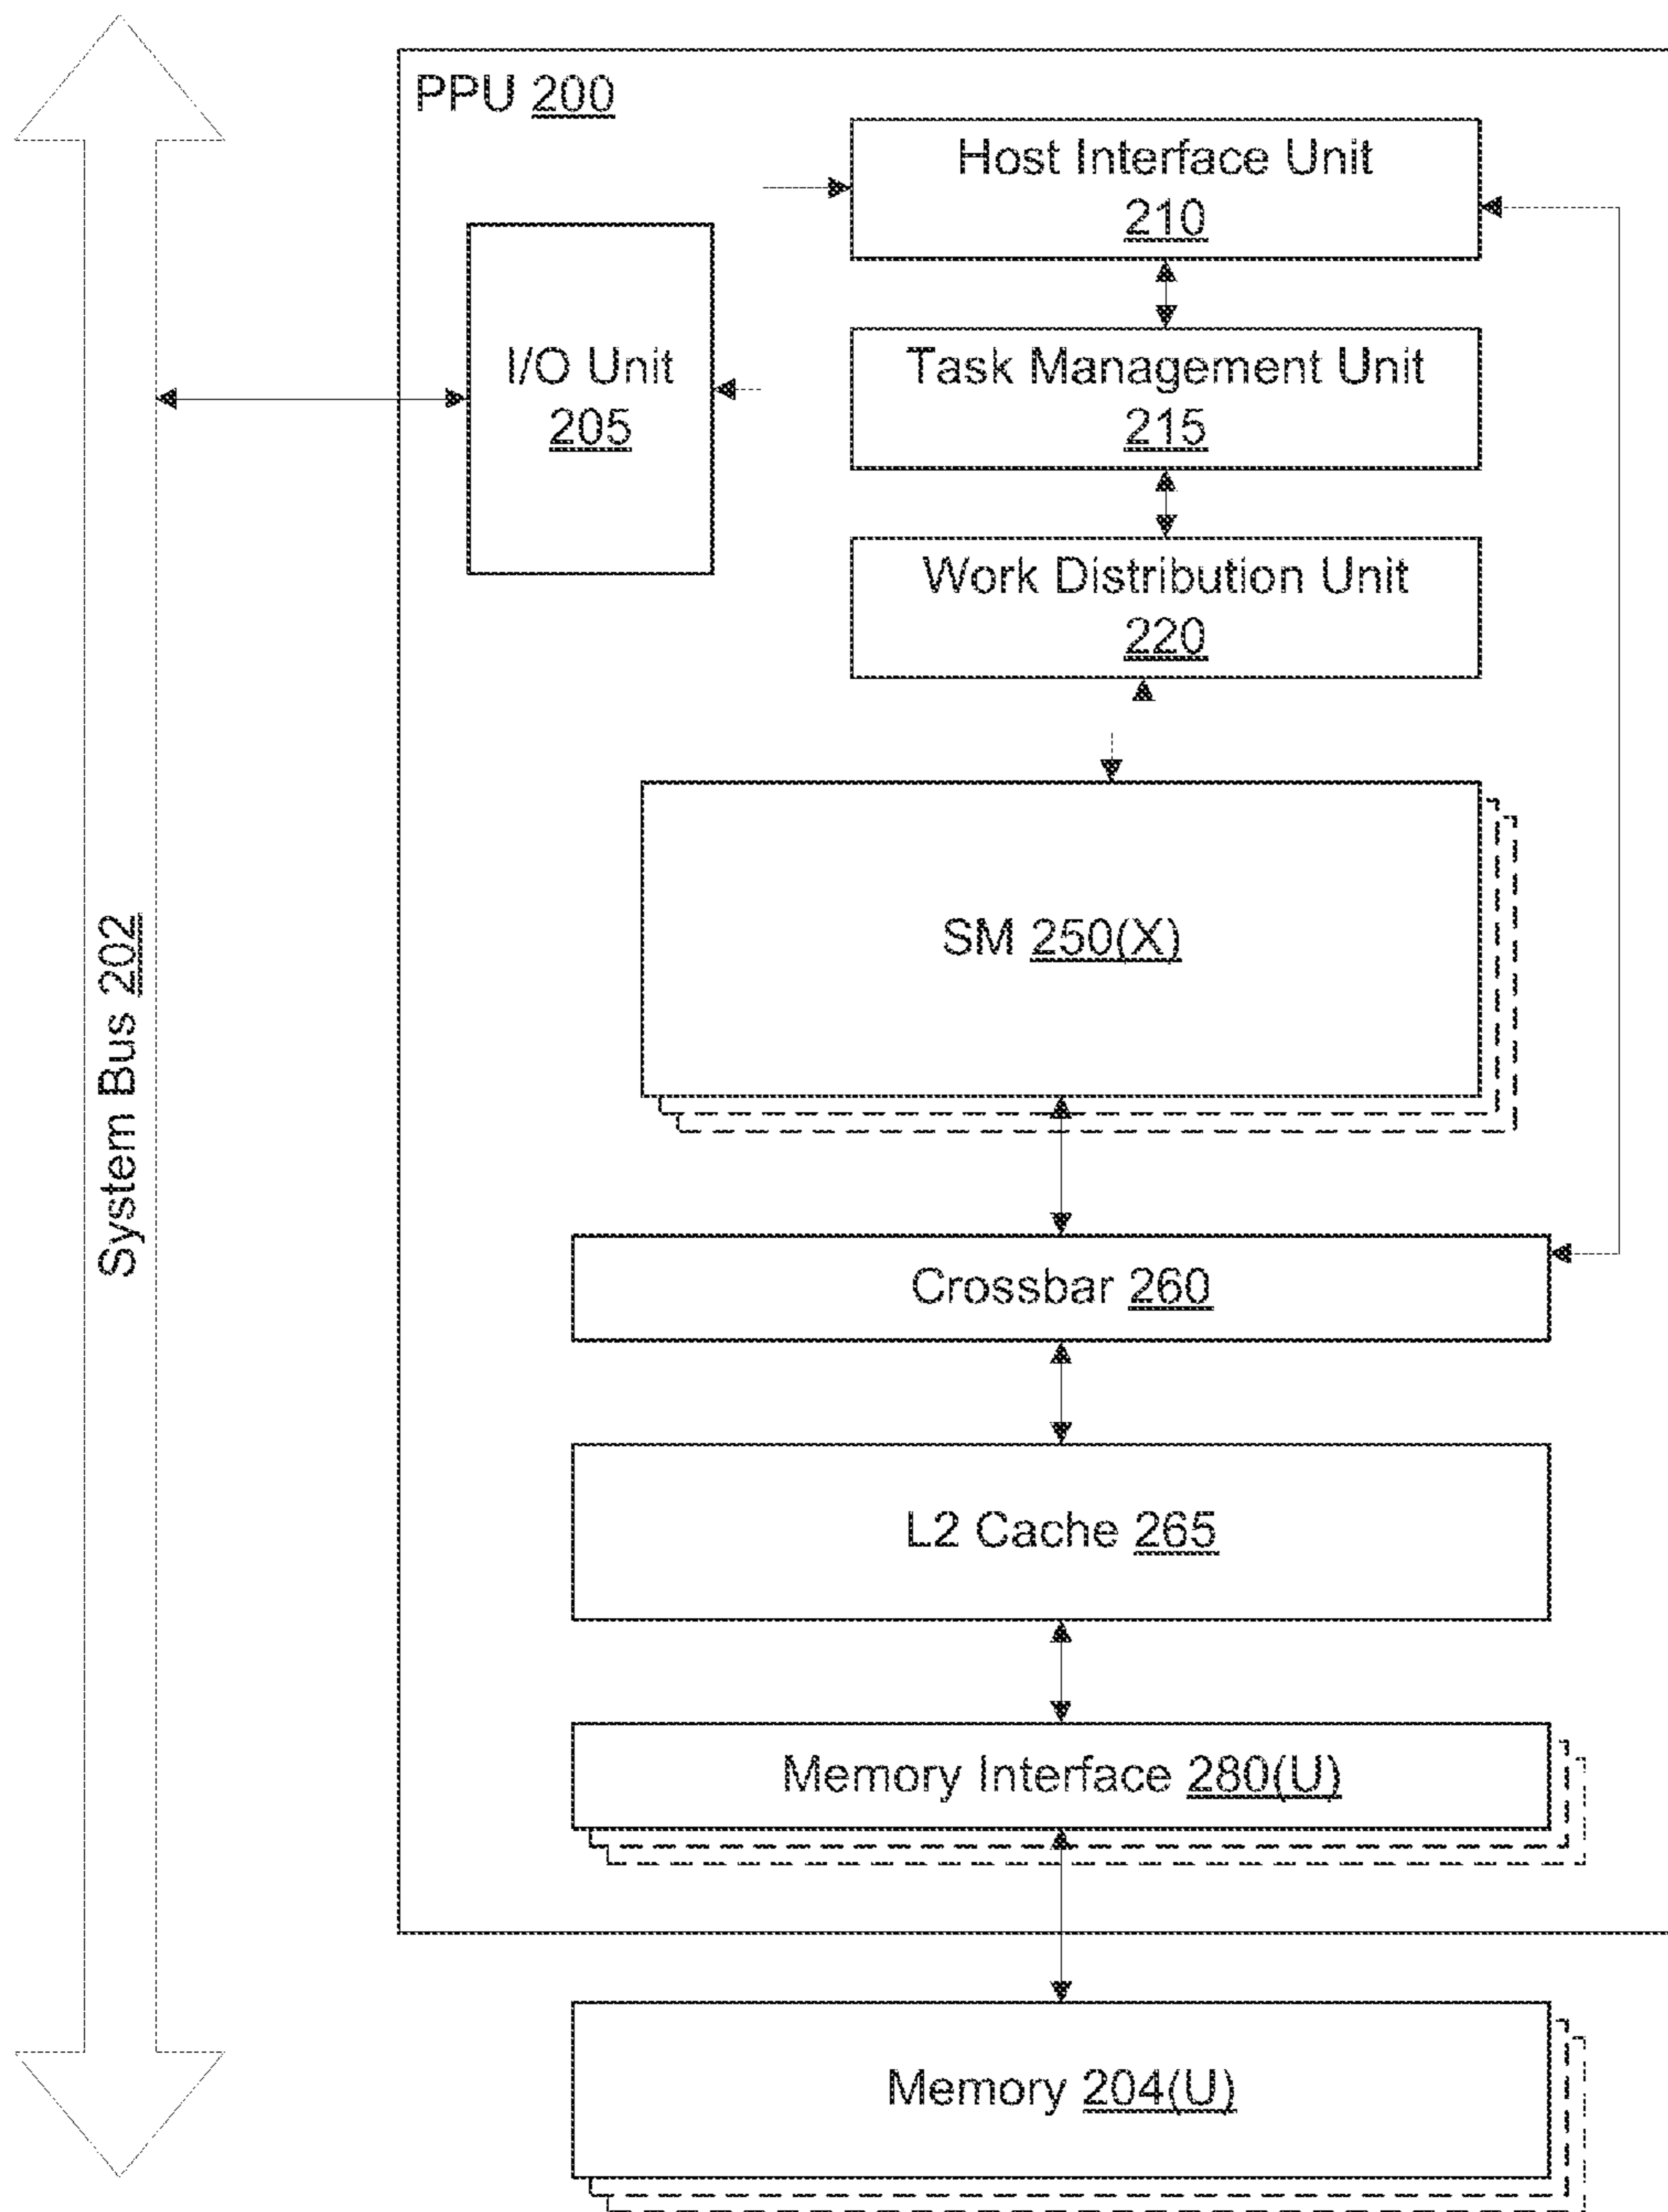 PPU 200
Host Interface Unit
210
I/O Unit
205
Task Management Unit
215
Work Distribution Unit
220
SM 250(X)
System Bus 202
Crossbar 260
L2 Cache 265
Memory Interface 280(U)
Memory 204(U)